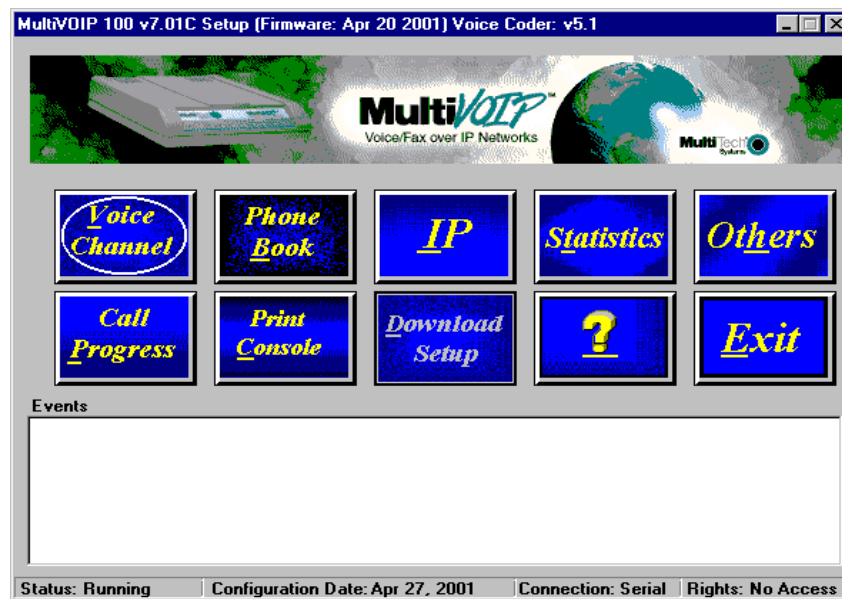 MultiVOIP 100 v7.01C Setup (Firmware: Apr 20 2001) Voice Coder: v5.1
MultiVOIP™
Voice/Fax over IP Networks
MultiTech
Systems
Voice
Channel
Phone
Book
IP
Statistics
Others
Call
Progress
Print
Console
Download
Setup
?
Exit
Events
Status: Running
Configuration Date: Apr 27, 2001
Connection: Serial
Rights: No Access